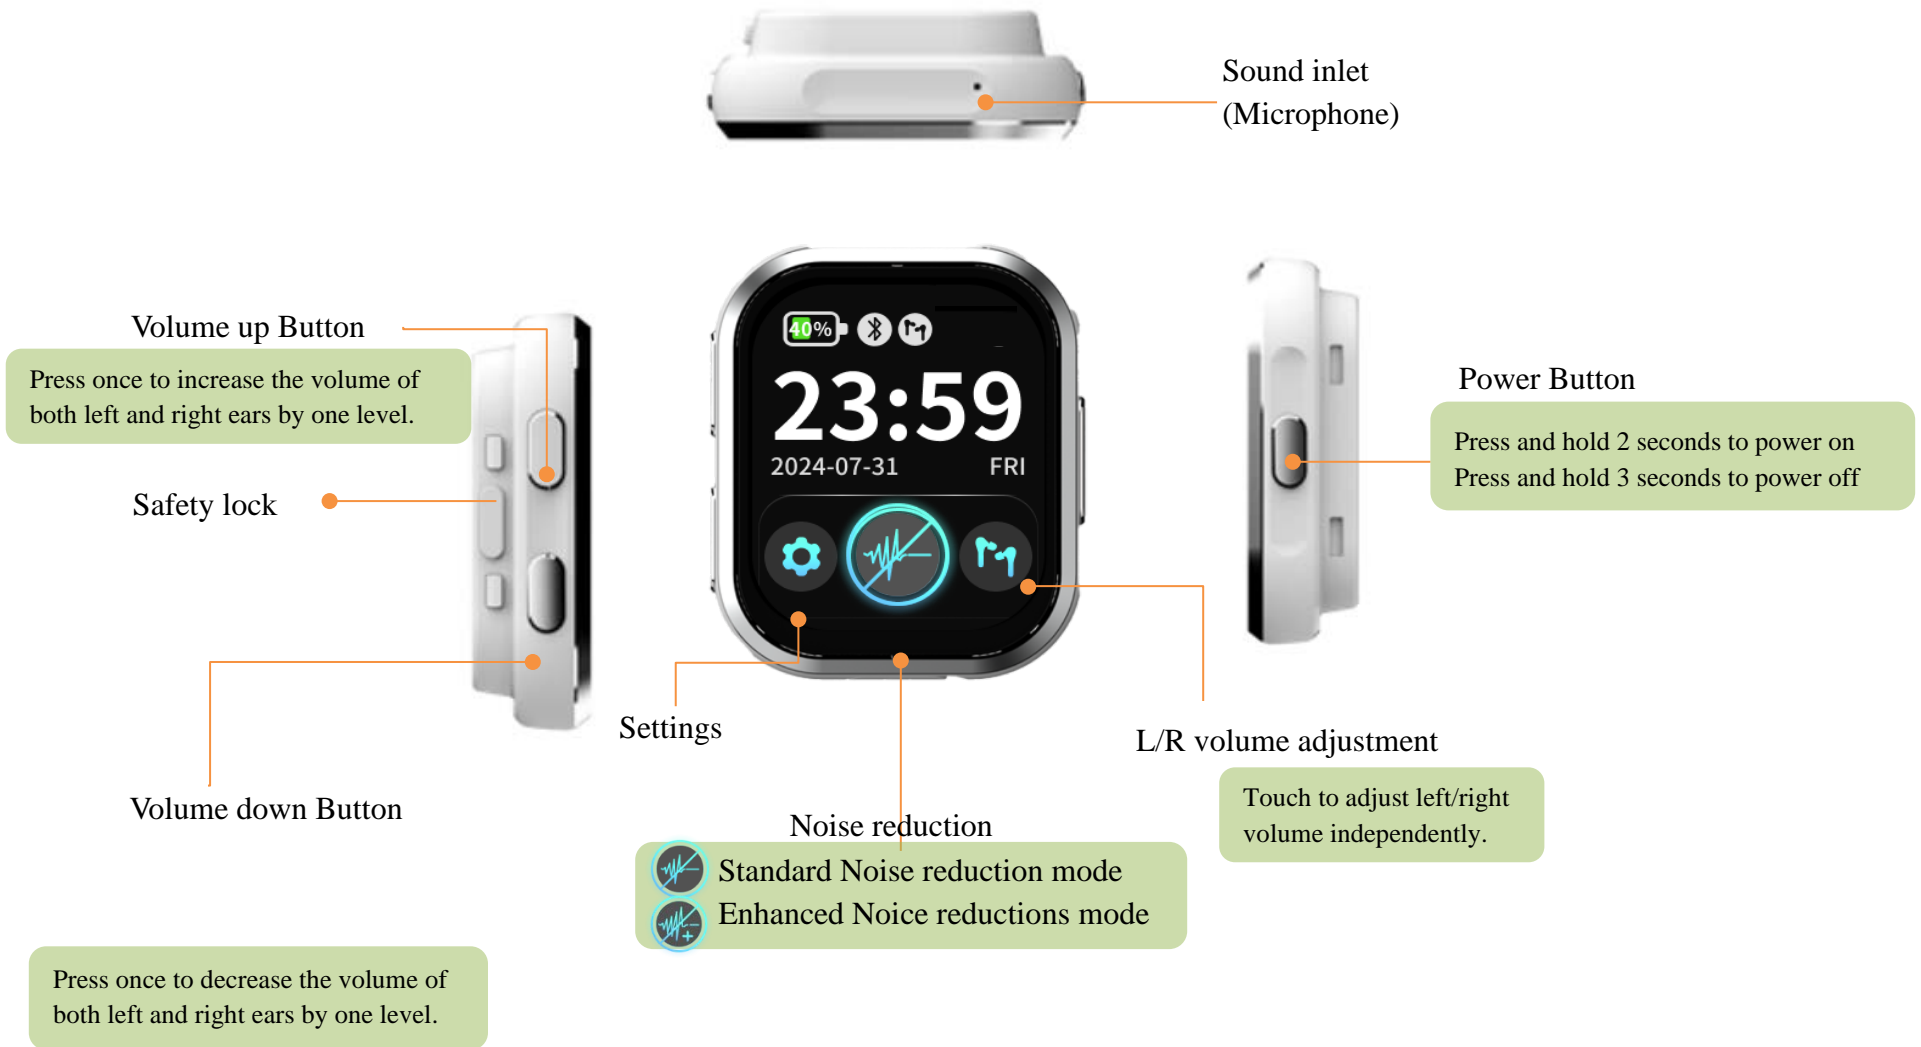 Sound inlet
(Microphone)
Volume up Button
Press once to increase the volume of
both left and right ears by one level.
Safety lock
Volume down Button
Press once to decrease the volume of
both left and right ears by one level.
40%
23:59
2024-07-31 FRI
Settings
Noise reduction
Standard Noise reduction mode
Enhanced Noice reductions mode
L/R volume adjustment
Touch to adjust left/right
volume independently.
Power Button
Press and hold 2 seconds to power on
Press and hold 3 seconds to power off